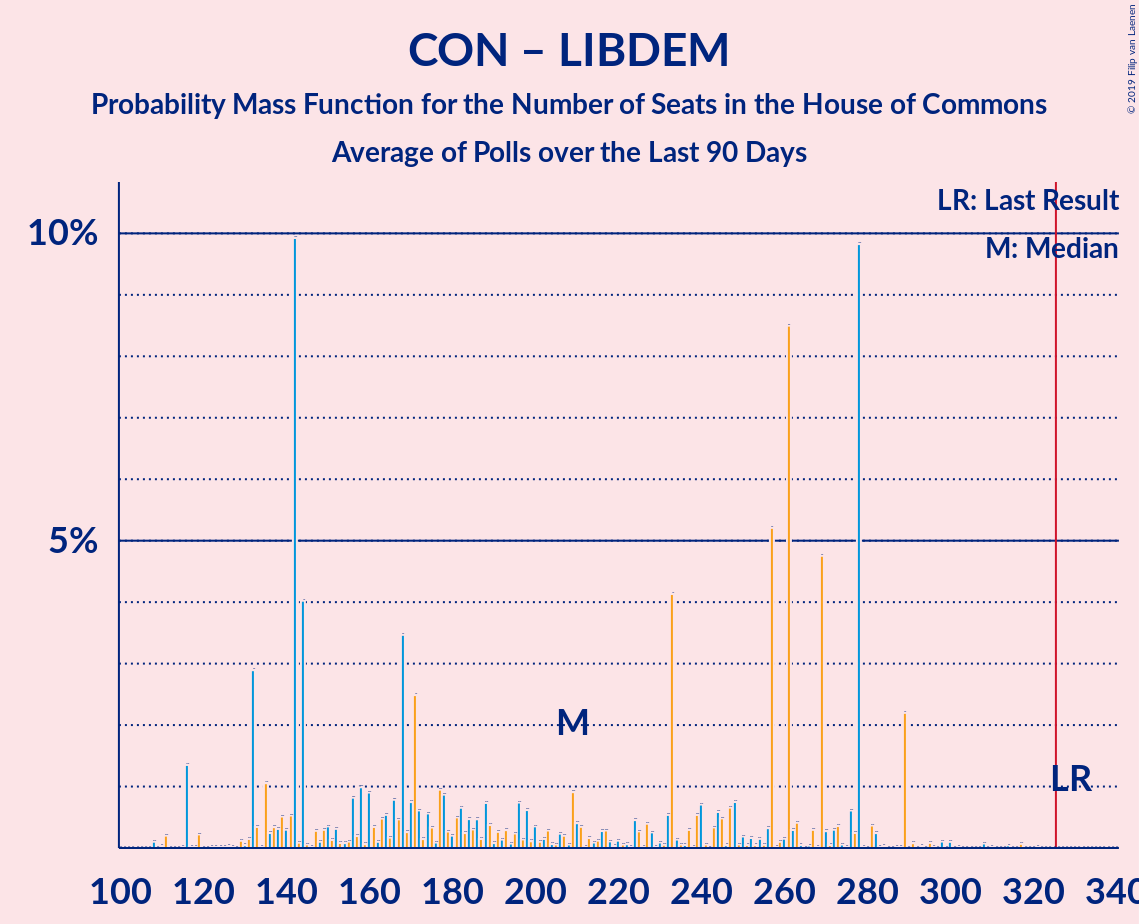 CON – LIBDEM
Probability Mass Function for the Number of Seats in the House of Commons
Average of Polls over the Last 90 Days
© 2019 Filip van Laenen
LR: Last Result
M: Median
10%
5%
M
LR
100 120 140 160 180 200 220 240 260 280 300 320 340